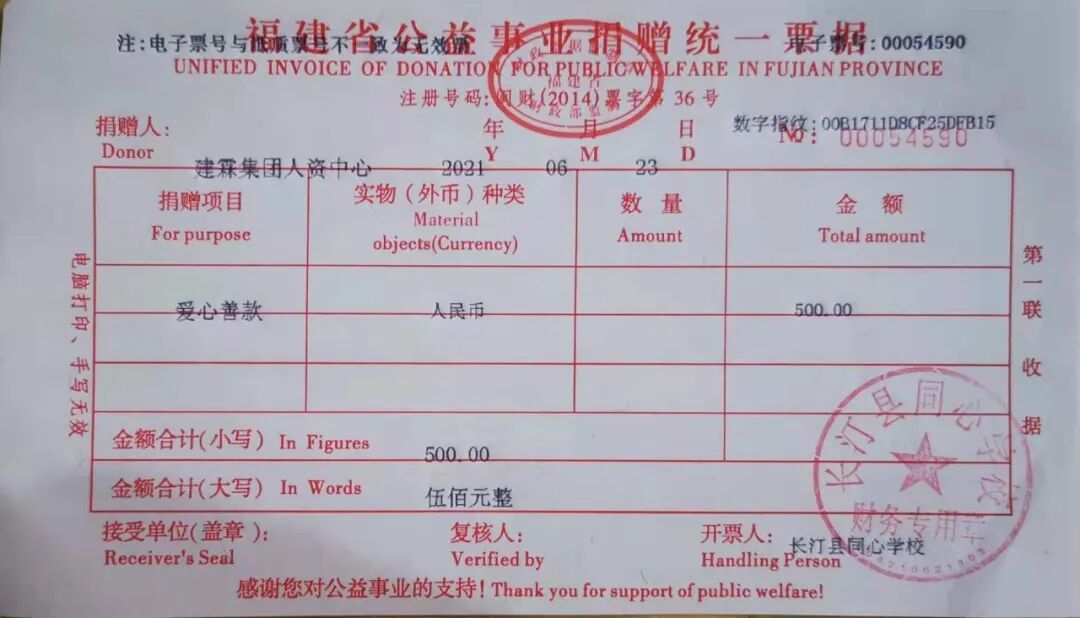 福建省公益事业捐赠统一票据
注:电子票号与纸质票号不一致为无效票
电子票号:00054590
UNIFIED INVOICE OF DONATION FOR PUBLIC WELFARE IN FUJIAN PROVINCE
注册号码: 闽财(2014)票字第 36 号
福建省
捐赠人:
年 月 日
数字指纹:00B1711D8CF25DFB15
Donor
Y M D
No: 00054590
建霖集团人资中心 2021 06 23
捐赠项目 实物(外币)种类 数 量 金 额
For purpose Material objects(Currency) Amount Total amount
爱心善款 人民币 500.00
金额合计(小写) In Figures 500.00
金额合计(大写) In Words 伍佰元整
接受单位(盖章): 复核人: 开票人: 长汀县同心学校
Receiver's Seal Verified by Handling Person
感谢您对公益事业的支持! Thank you for support of public welfare!
电脑打印、手写无效
第一联 收据
长汀县同心学校
财务专用章